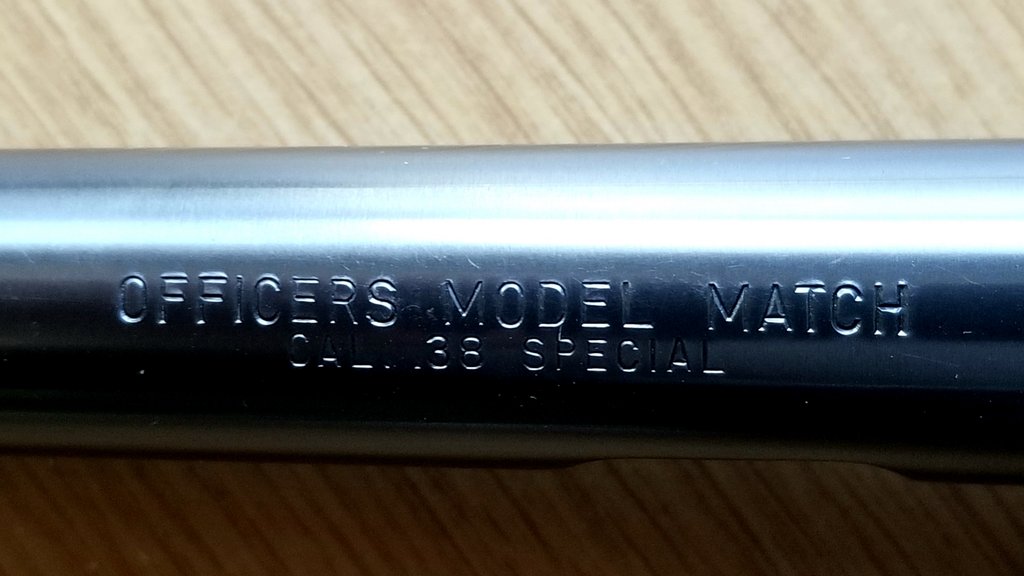 OFFICERS MODEL MATCH
CAL. .38 SPECIAL